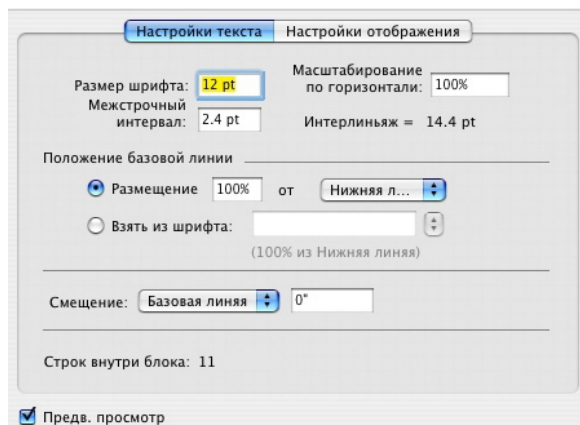 Настройки текста Настройки отображения
Размер шрифта: 12 pt
Масштабирование
по горизонтали: 100%
Межстрочный
интервал: 2.4 pt
Интерлиньяж = 14.4 pt
Положение базовой линии
Размещение 100% от Нижняя л...
Взять из шрифта:
(100% из Нижняя линяя)
Смещение: Базовая линяя 0"
Строк внутри блока: 11
Предв. просмотр